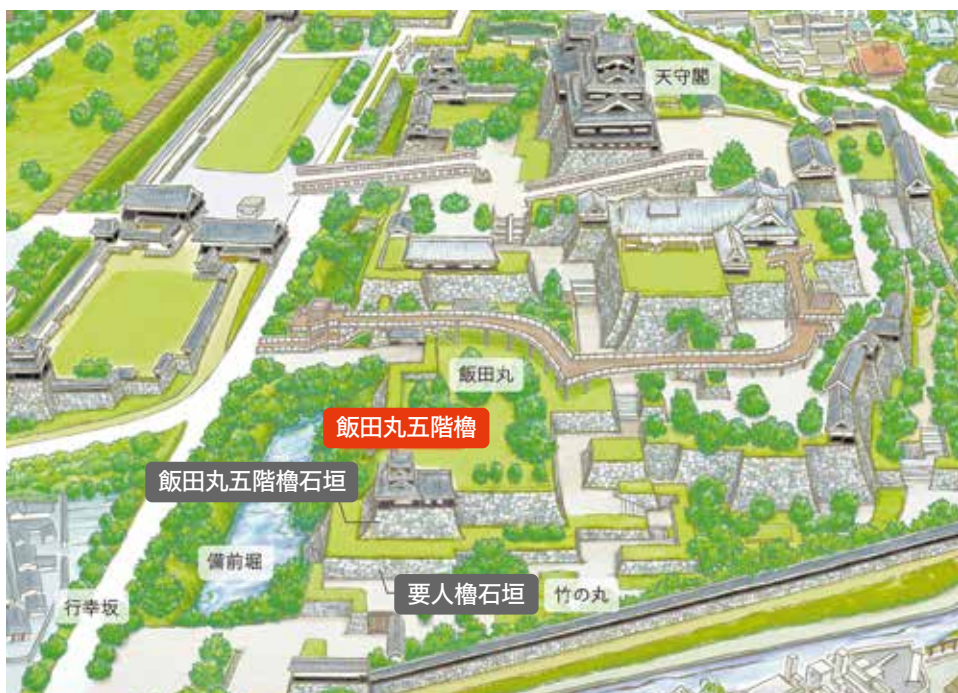 天守閣
飯田丸
飯田丸五階櫓
飯田丸五階櫓石垣
備前堀
要人櫓石垣
竹の丸
行幸坂